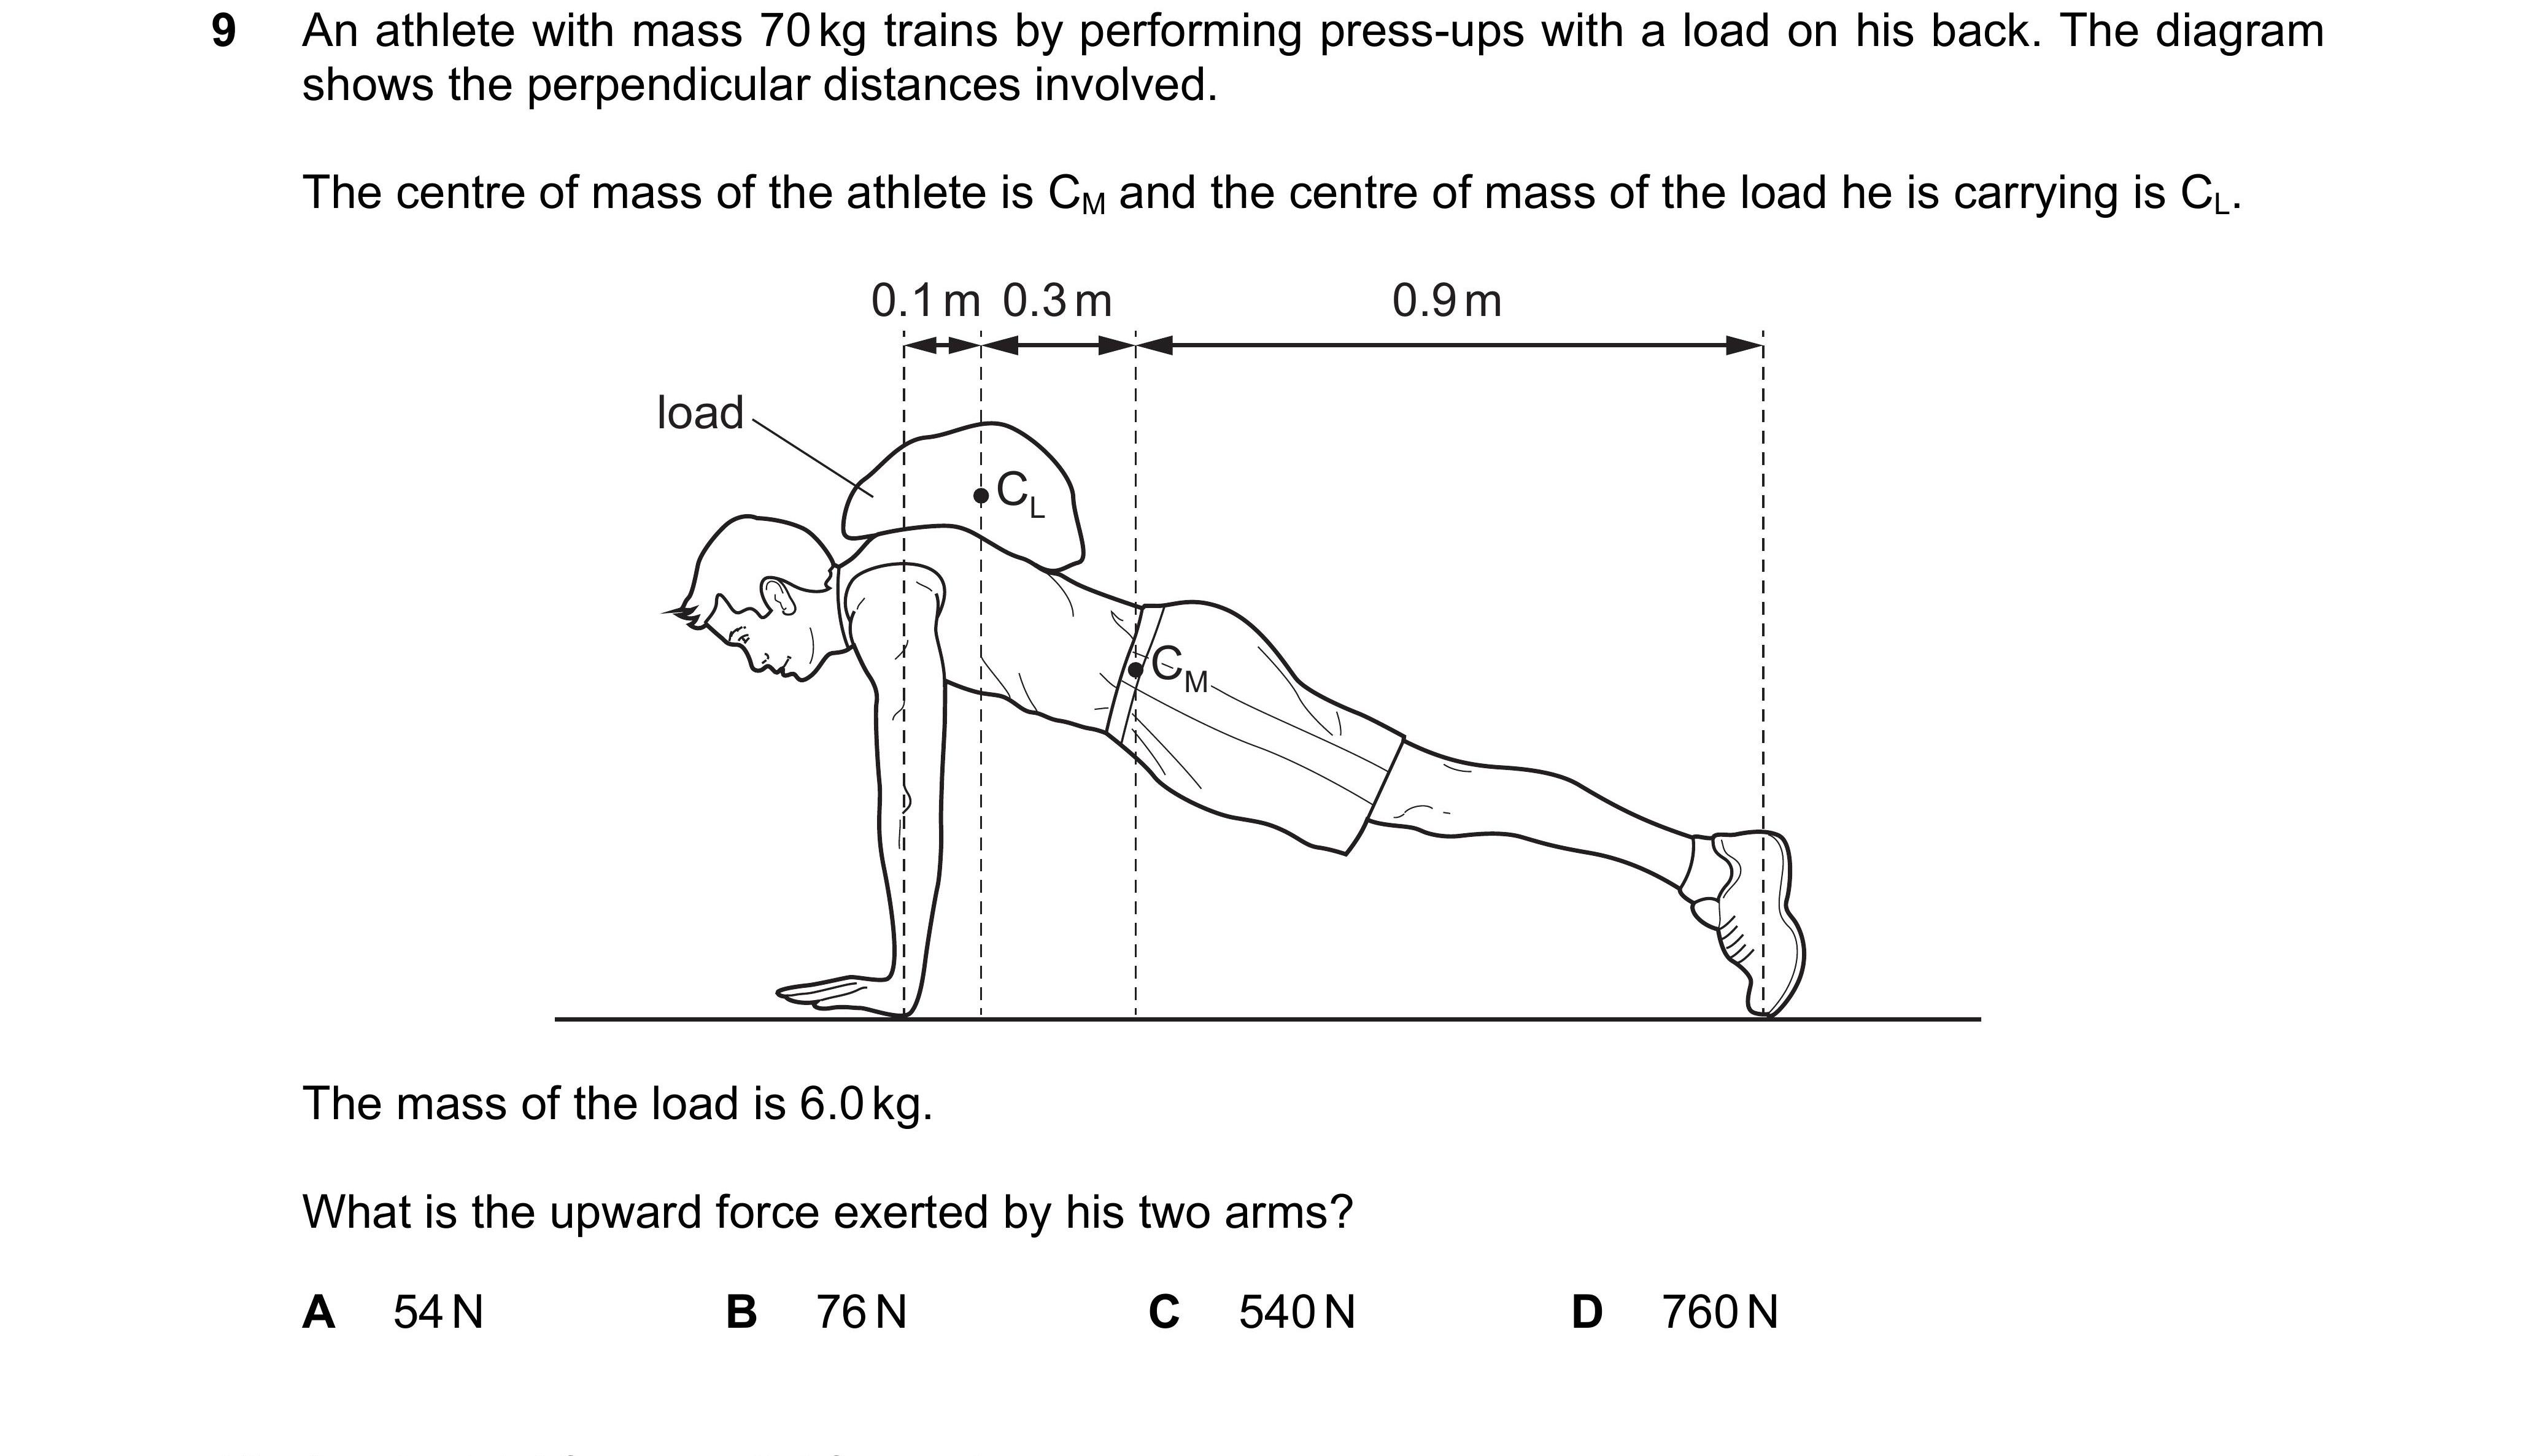 9 An athlete with mass 70 kg trains by performing press-ups with a load on his back. The diagram
shows the perpendicular distances involved.
The centre of mass of the athlete is C_M and the centre of mass of the load he is carrying is C_L.
0.1 m 0.3 m 0.9 m
load
C_L
C_M
The mass of the load is 6.0 kg.
What is the upward force exerted by his two arms?
A 54 N B 76 N C 540 N D 760 N